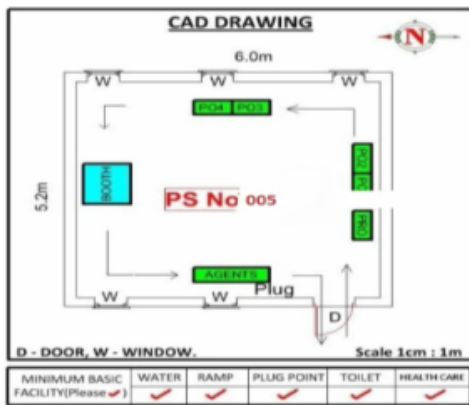 CAD DRAWING
N
6.0m
W W W
PO4 PO3
5.2m
BOOTH
PO2
PRO
PS No 005
AGENTS
Plug
W W
D
D - DOOR, W - WINDOW. Scale 1cm : 1m
MINIMUM BASIC FACILITY(Please ✓) WATER RAMP PLUG POINT TOILET HEALTH CARE
✓ ✓ ✓ ✓ ✓